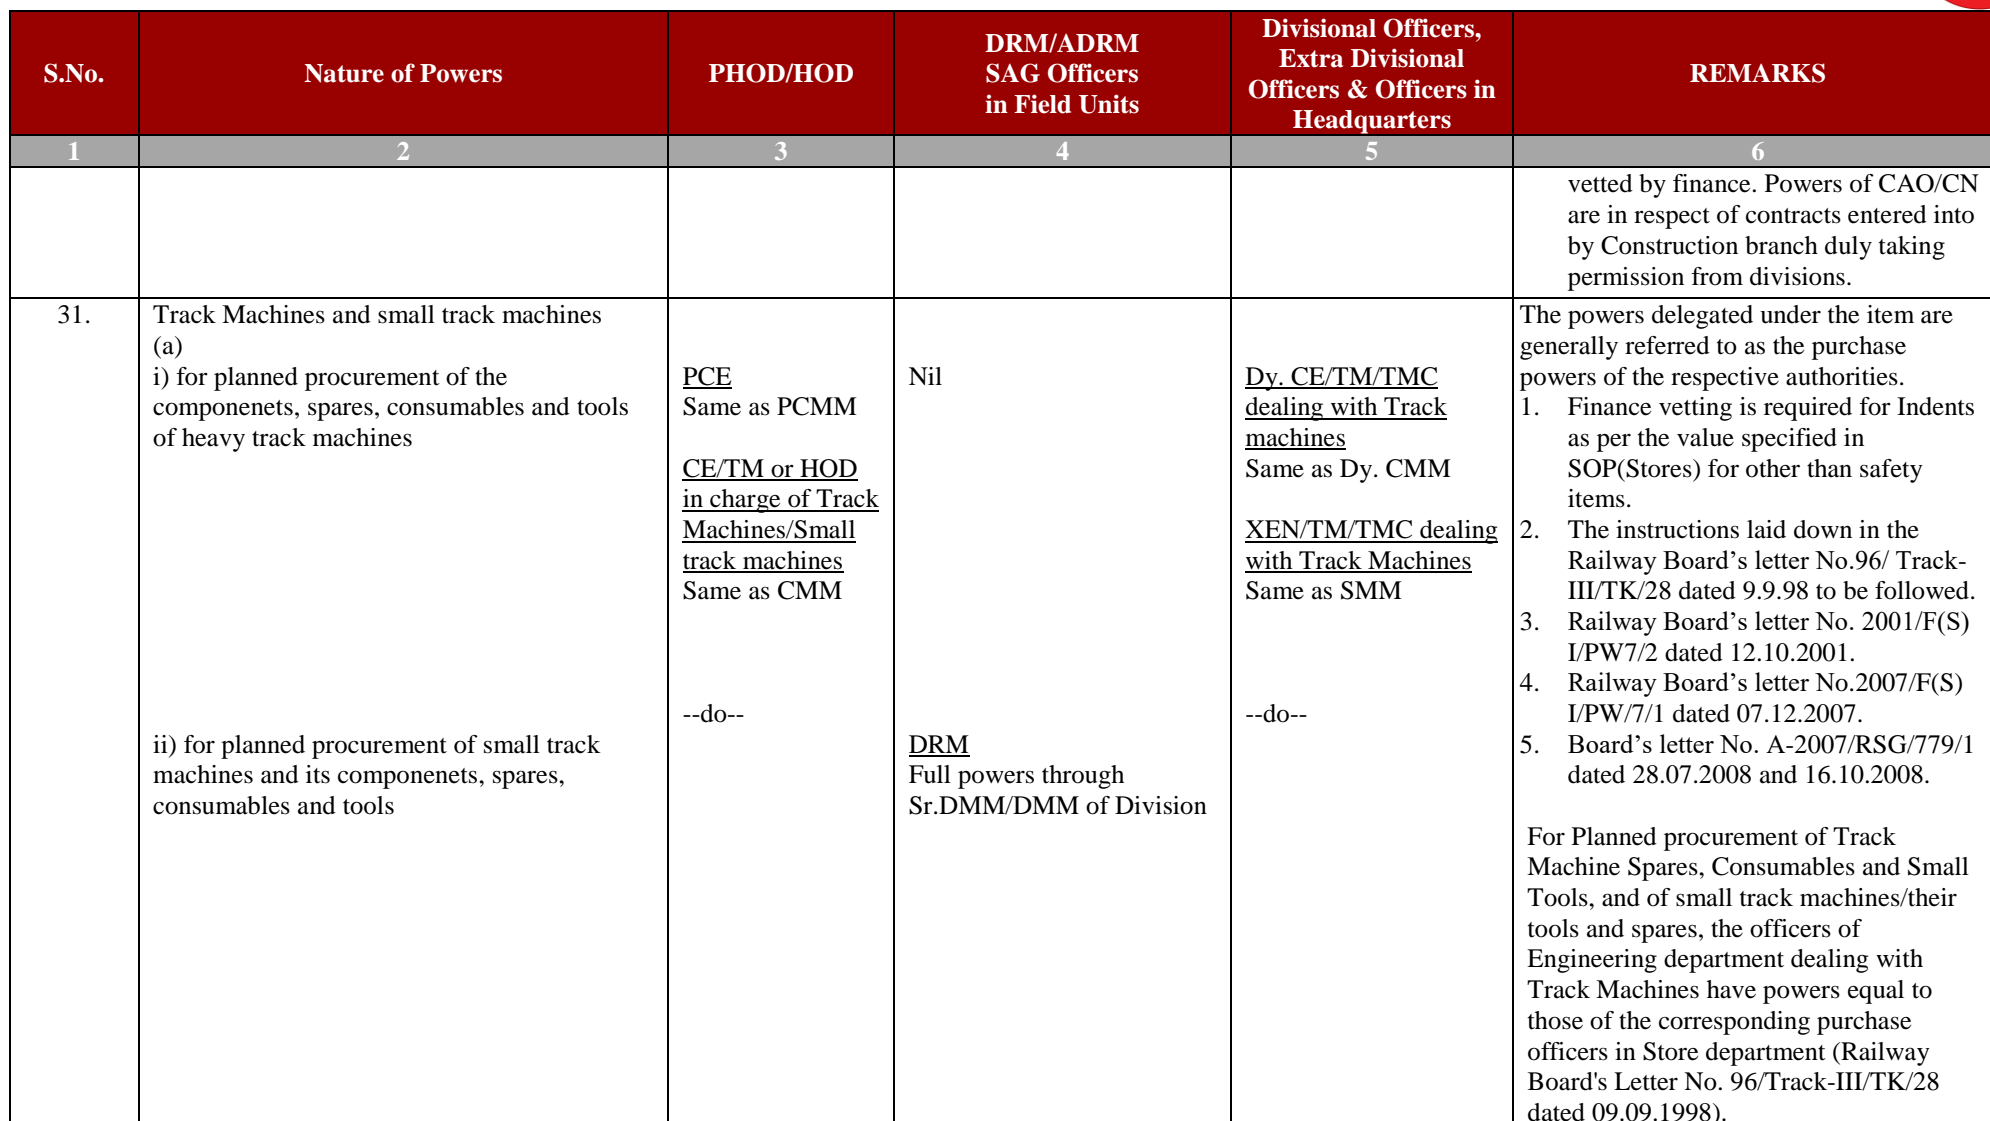 S.No.
Nature of Powers
PHOD/HOD
DRM/ADRM
SAG Officers
in Field Units
Divisional Officers,
Extra Divisional
Officers & Officers in
Headquarters
REMARKS
1
2
3
4
5
6
vetted by finance. Powers of CAO/CN
are in respect of contracts entered into
by Construction branch duly taking
permission from divisions.
31.
Track Machines and small track machines
(a)
i) for planned procurement of the
componenets, spares, consumables and tools
of heavy track machines
ii) for planned procurement of small track
machines and its componenets, spares,
consumables and tools
PCE
Same as PCMM
CE/TM or HOD
in charge of Track
Machines/Small
track machines
Same as CMM
--do--
Nil
DRM
Full powers through
Sr.DMM/DMM of Division
Dy. CE/TM/TMC
dealing with Track
machines
Same as Dy. CMM
XEN/TM/TMC dealing
with Track Machines
Same as SMM
--do--
The powers delegated under the item are
generally referred to as the purchase
powers of the respective authorities.
1. Finance vetting is required for Indents
as per the value specified in
SOP(Stores) for other than safety
items.
2. The instructions laid down in the
Railway Board’s letter No.96/ Track-
III/TK/28 dated 9.9.98 to be followed.
3. Railway Board’s letter No. 2001/F(S)
I/PW7/2 dated 12.10.2001.
4. Railway Board’s letter No.2007/F(S)
I/PW/7/1 dated 07.12.2007.
5. Board’s letter No. A-2007/RSG/779/1
dated 28.07.2008 and 16.10.2008.
For Planned procurement of Track
Machine Spares, Consumables and Small
Tools, and of small track machines/their
tools and spares, the officers of
Engineering department dealing with
Track Machines have powers equal to
those of the corresponding purchase
officers in Store department (Railway
Board's Letter No. 96/Track-III/TK/28
dated 09.09.1998).